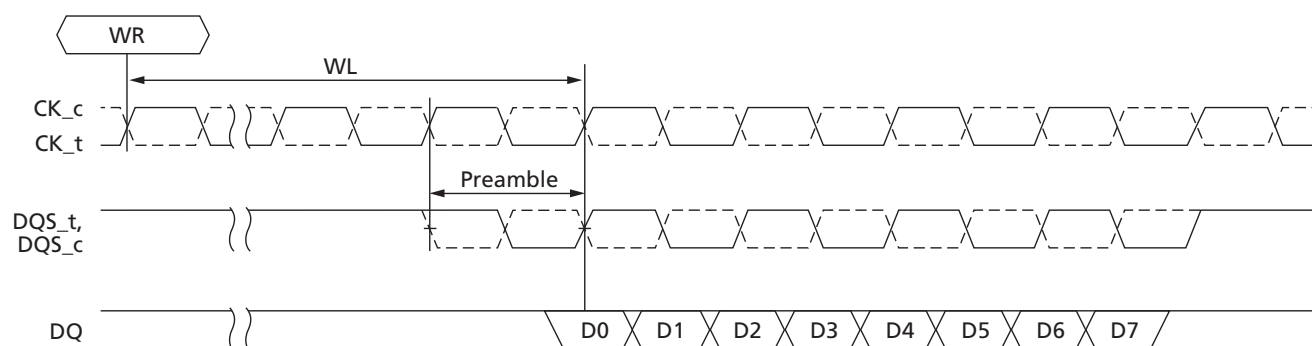 WR
WL
CK_c
CK_t
Preamble
DQS_t,
DQS_c
DQ D0 D1 D2 D3 D4 D5 D6 D7